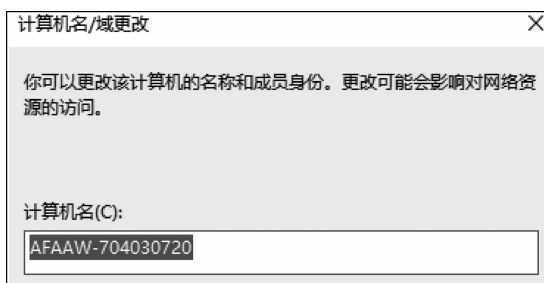 计算机名/域更改
你可以更改该计算机的名称和成员身份。更改可能会影响对网络资
源的访问。
计算机名(C):
AFAAW-704030720